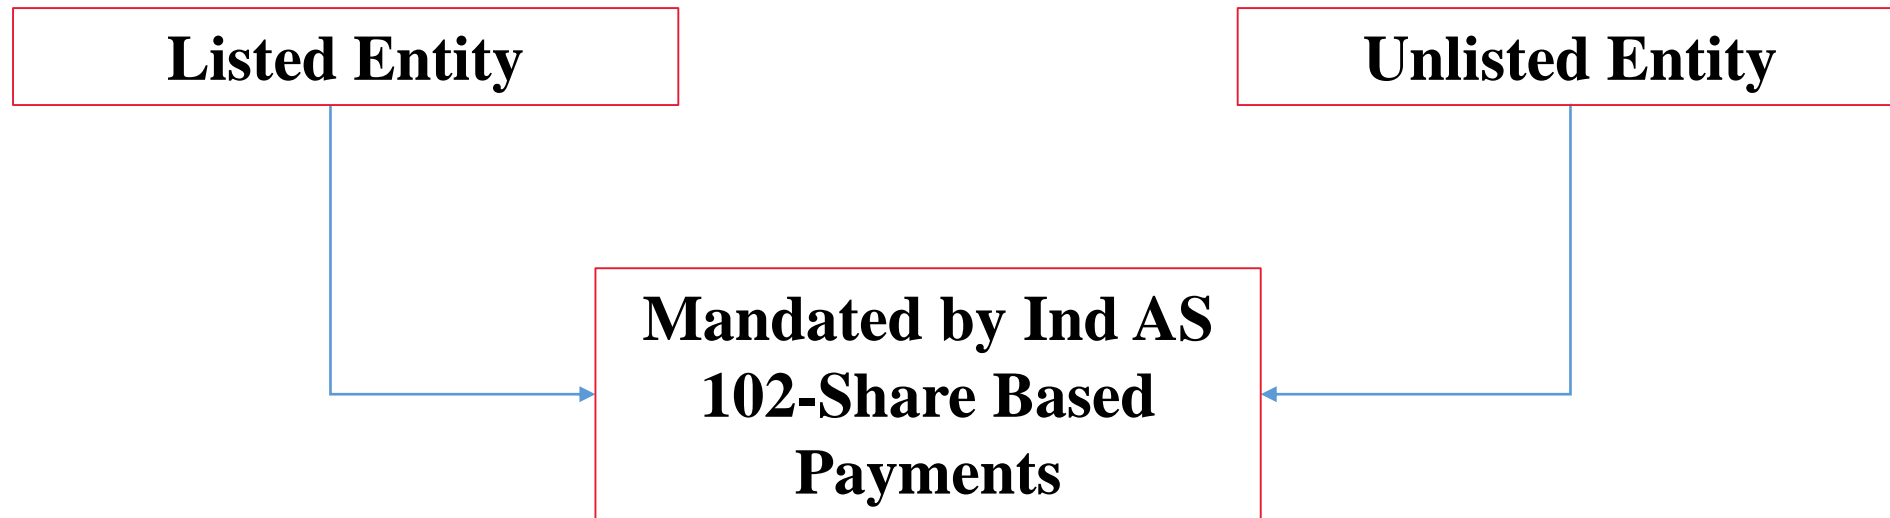 Listed Entity
Unlisted Entity
Mandated by Ind AS
102-Share Based
Payments